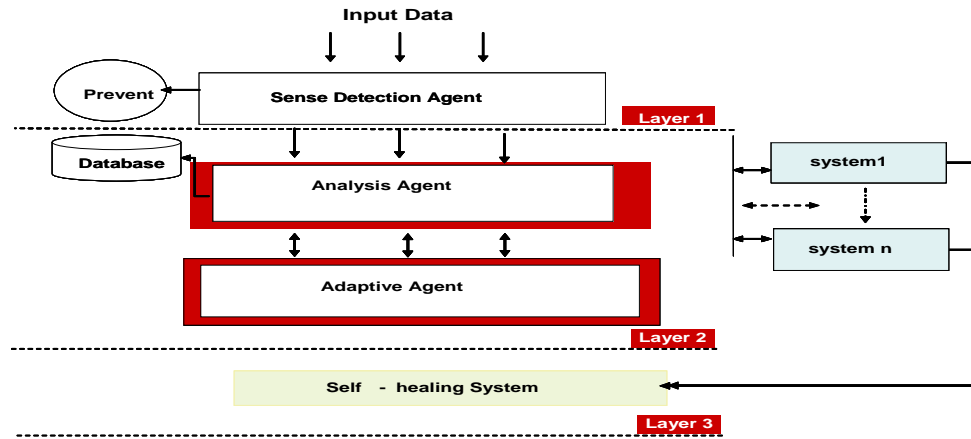 Input Data
Prevent
Sense Detection Agent
Layer 1
Database
Analysis Agent
system1
system n
Adaptive Agent
Layer 2
Self - healing System
Layer 3